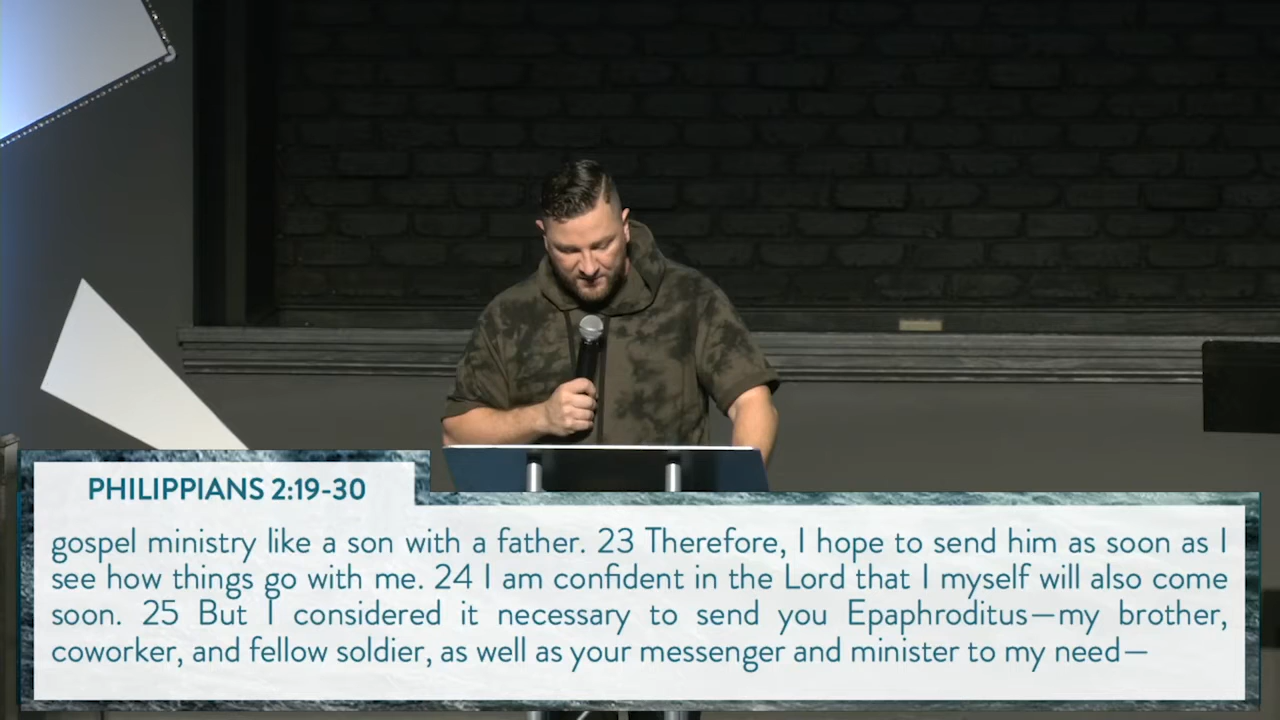 PHILIPPIANS 2:19-30
gospel ministry like a son with a father. 23 Therefore, I hope to send him as soon as I
see how things go with me. 24 I am confident in the Lord that I myself will also come
soon. 25 But I considered it necessary to send you Epaphroditus—my brother,
coworker, and fellow soldier, as well as your messenger and minister to my need—